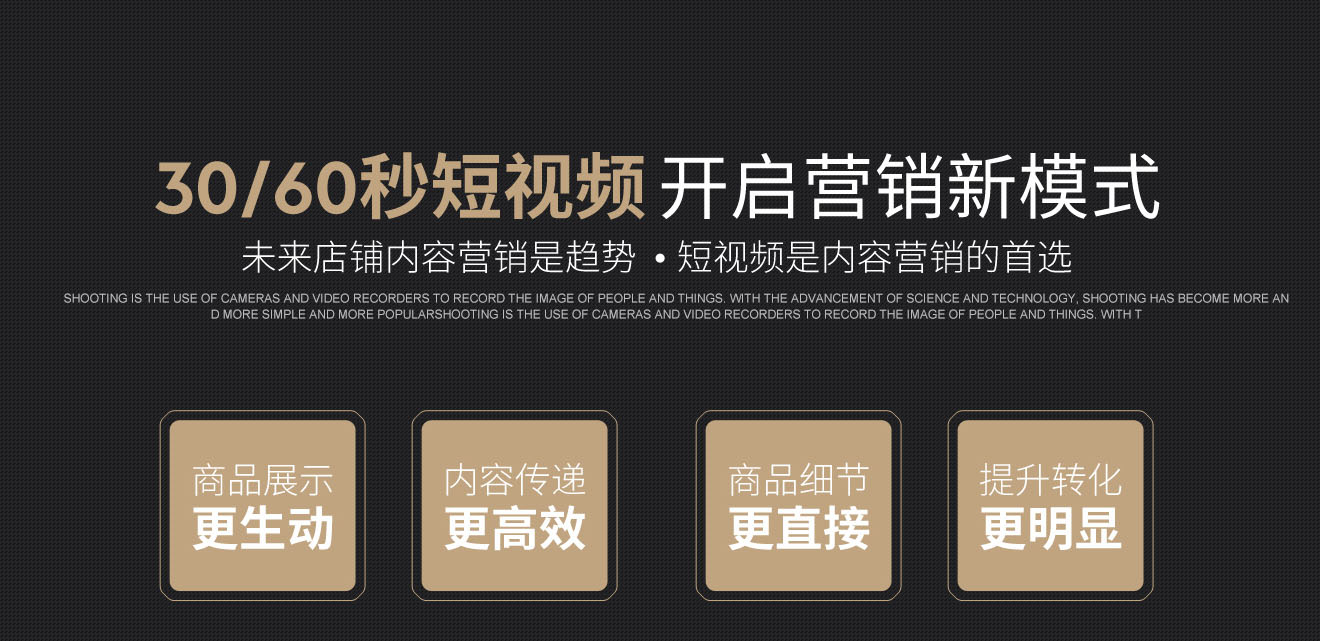 30/60秒短视频 开启营销新模式
未来店铺内容营销是趋势 • 短视频是内容营销的首选
SHOOTING IS THE USE OF CAMERAS AND VIDEO RECORDERS TO RECORD THE IMAGE OF PEOPLE AND THINGS. WITH THE ADVANCEMENT OF SCIENCE AND TECHNOLOGY, SHOOTING HAS BECOME MORE AN
D MORE SIMPLE AND MORE POPULARSHOOTING IS THE USE OF CAMERAS AND VIDEO RECORDERS TO RECORD THE IMAGE OF PEOPLE AND THINGS. WITH T
商品展示
更生动
内容传递
更高效
商品细节
更直接
提升转化
更明显